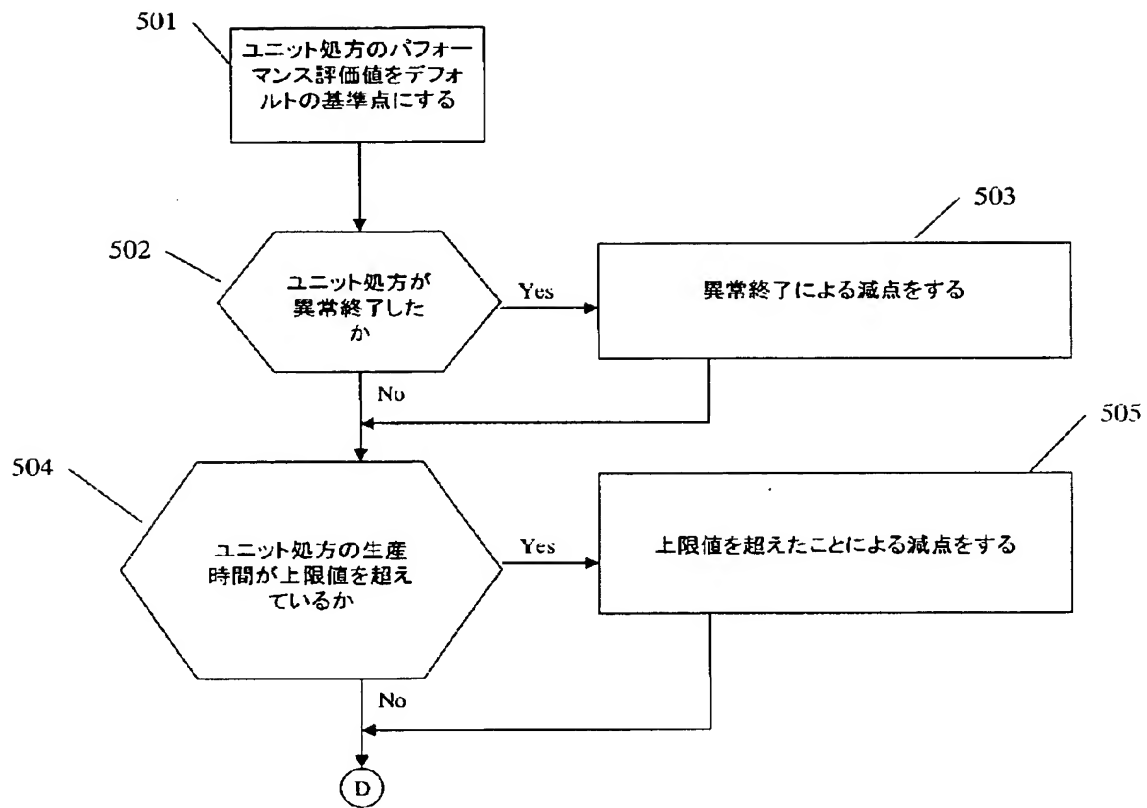 501
ユニット処方のパフォー
マンス評価値をデフォ
ルトの基準点にする
502
ユニット処方が
異常終了した
か
Yes
503
異常終了による減点をする
No
504
ユニット処方の生産
時間が上限値を超え
ているか
Yes
505
上限値を超えたことによる減点をする
No
D